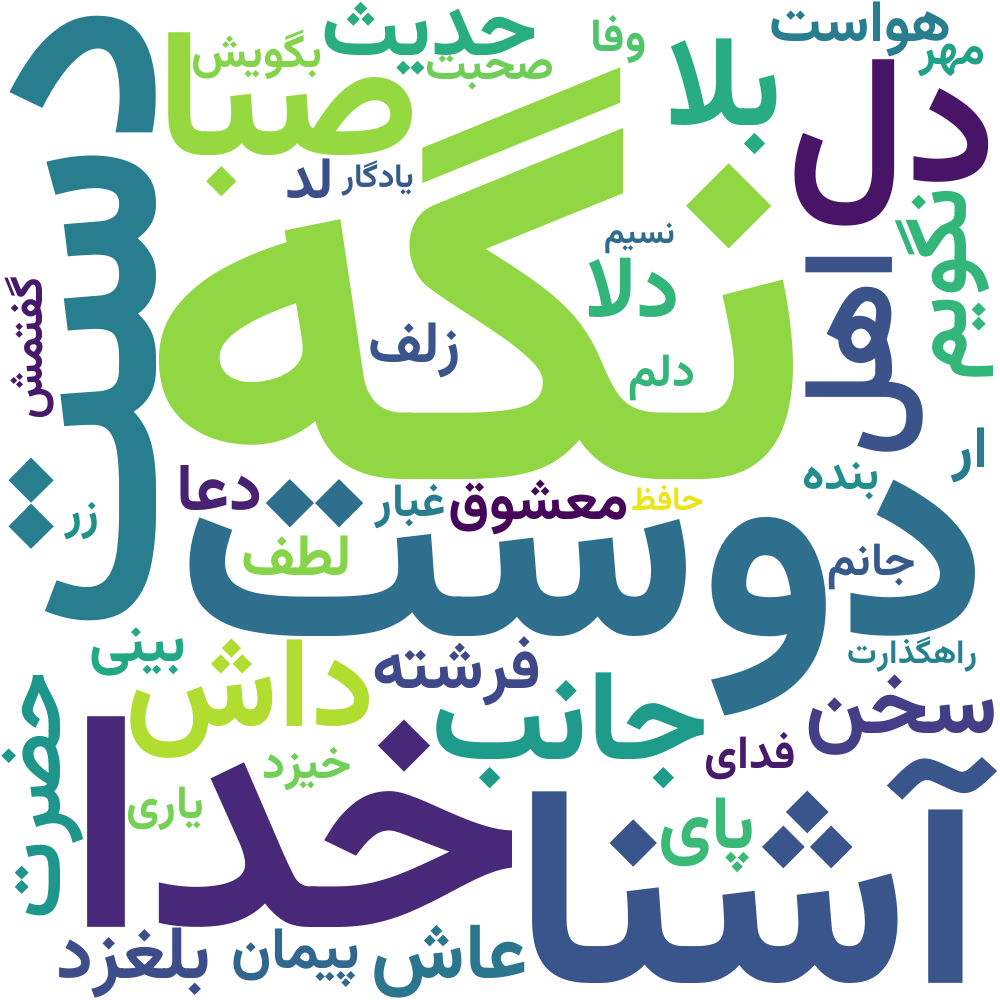 هواست
وفا
حدیث
بگویش
صحبت
مهر
بلا
دل
صبا
دست
یادگار
لد
نگه
نگویم
نسیم
دلا
اهل
گفتمش
زلف
دلم
ار
بنده
حافظ
معشوق
غبار
دعا
زر
دوست
لطف
جانم
راهگذارت
بینی
فرشته
داش
سخن
جانب
حضرت
فدای
خیزد
خدا
یاری
پای
آشنا
عاش
پیمان
بلغزد